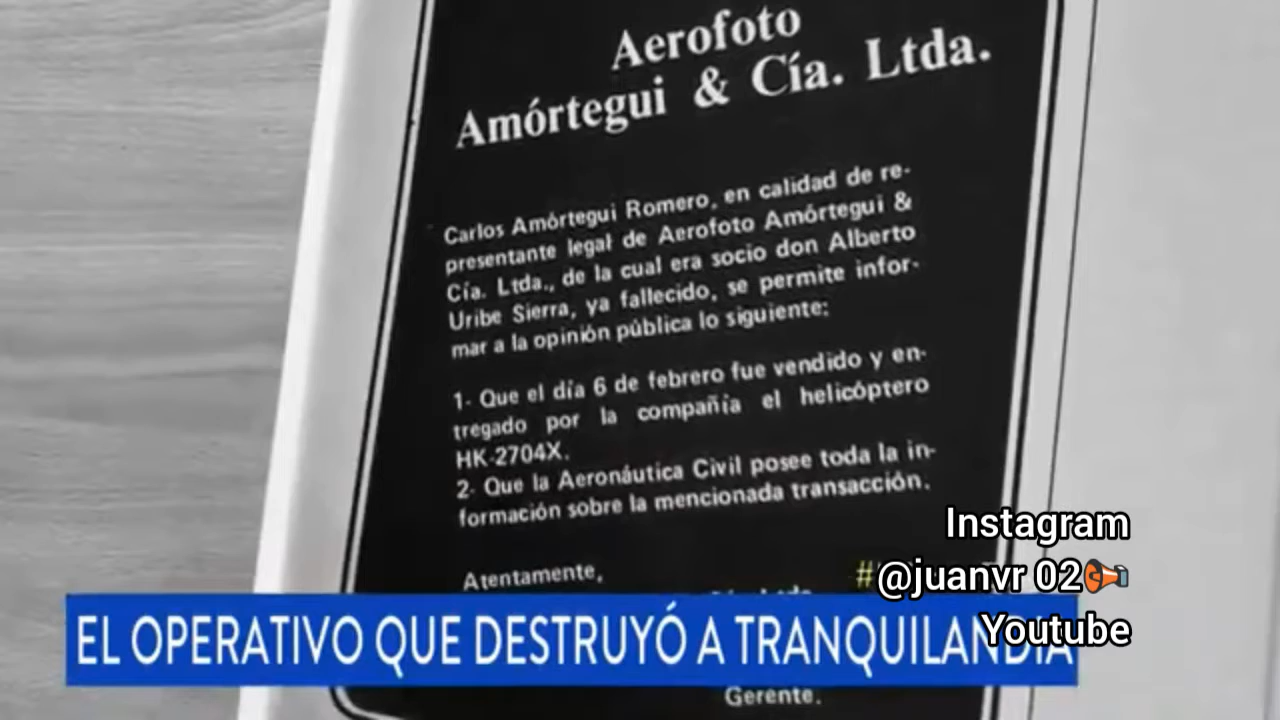 Aerofoto
Amórtegui & Cía. Ltda.
Carlos Amórtegui Romero, en calidad de re-
presentante legal de Aerofoto Amórtegui &
Cía. Ltda., de la cual era socio don Alberto
Uribe Sierra, ya fallecido, se permite infor-
mar a la opinión pública lo siguiente:
1- Que el día 6 de febrero fue vendido y en-
tregado por la compañía el helicóptero
HK-2704X.
2- Que la Aeronáutica Civil posee toda la in-
formación sobre la mencionada transacción.
Atentamente,
Gerente.
EL OPERATIVO QUE DESTRUYÓ A TRANQUILANDIA
Instagram
@juanvr 02
Youtube